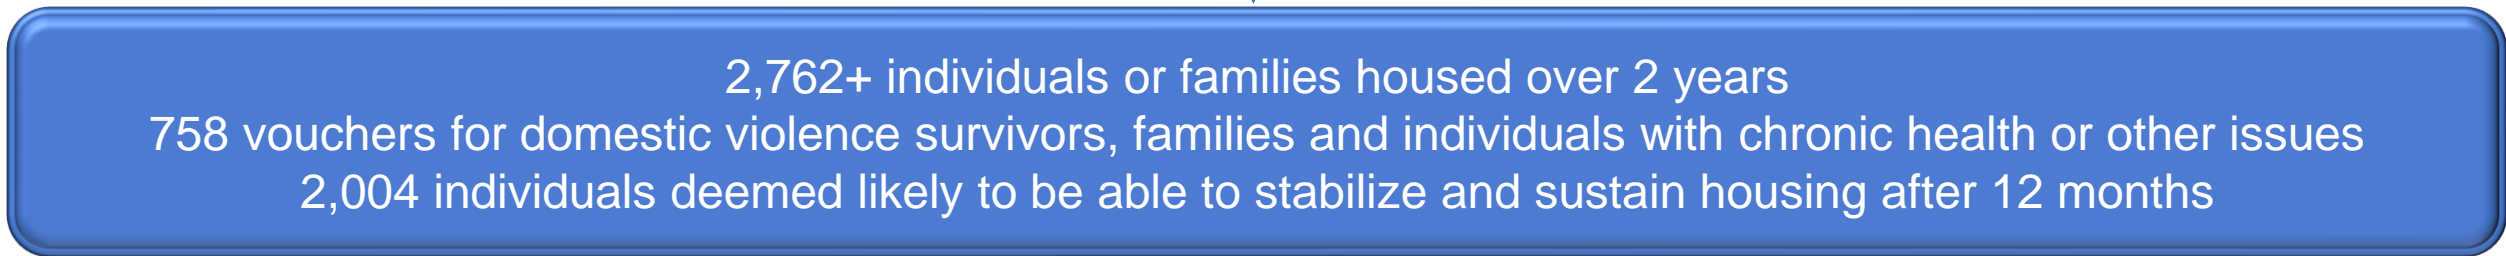 2,762+ individuals or families housed over 2 years
758 vouchers for domestic violence survivors, families and individuals with chronic health or other issues
2,004 individuals deemed likely to be able to stabilize and sustain housing after 12 months